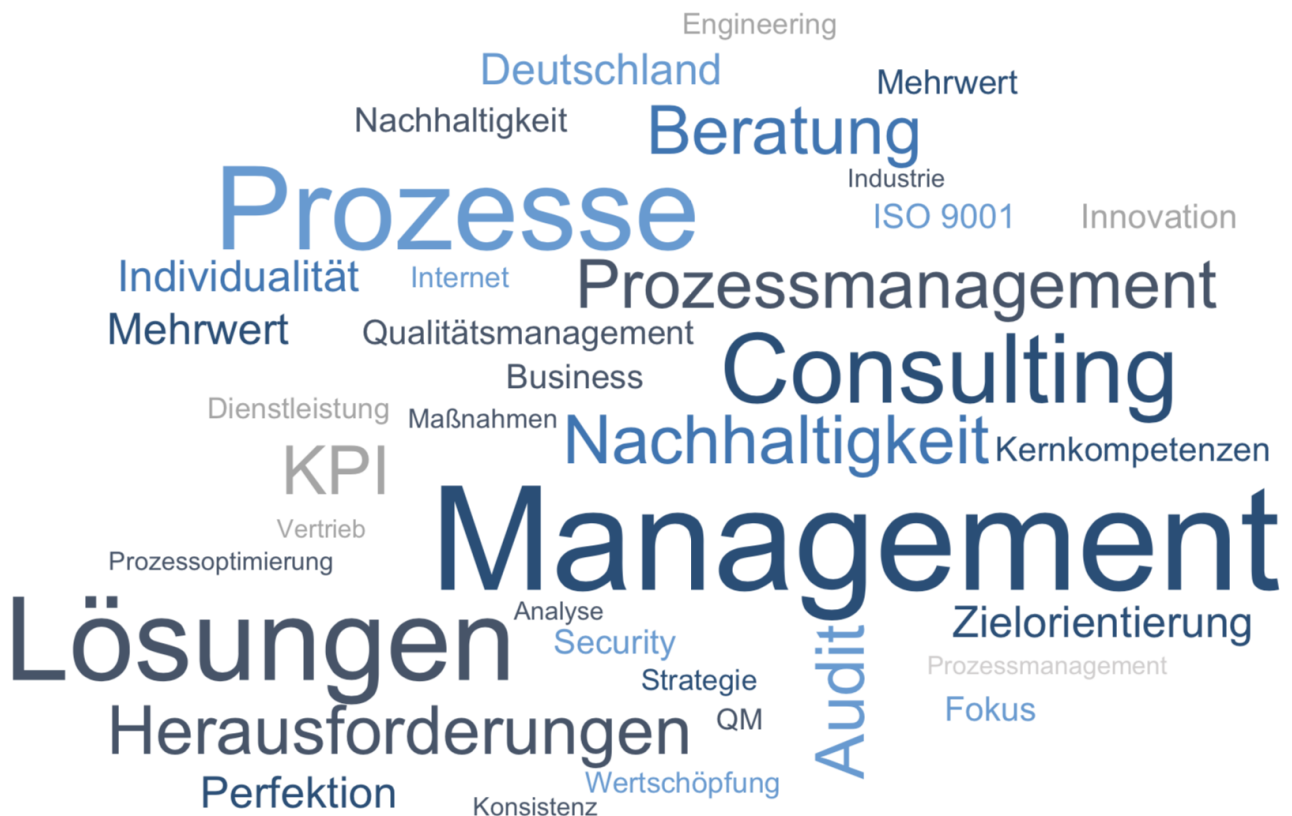 Engineering
Deutschland
Mehrwert
Nachhaltigkeit
Beratung
Industrie
Prozesse
ISO 9001
Innovation
Individualität
Internet
Prozessmanagement
Mehrwert
Qualitätsmanagement
Consulting
Business
Dienstleistung
Maßnahmen
Nachhaltigkeit
Kernkompetenzen
KPI
Vertrieb
Management
Prozessoptimierung
Lösungen
Analyse
Zielorientierung
Security
Prozessmanagement
Strategie
Audit
Fokus
Herausforderungen
QM
Wertschöpfung
Perfektion
Konsistenz